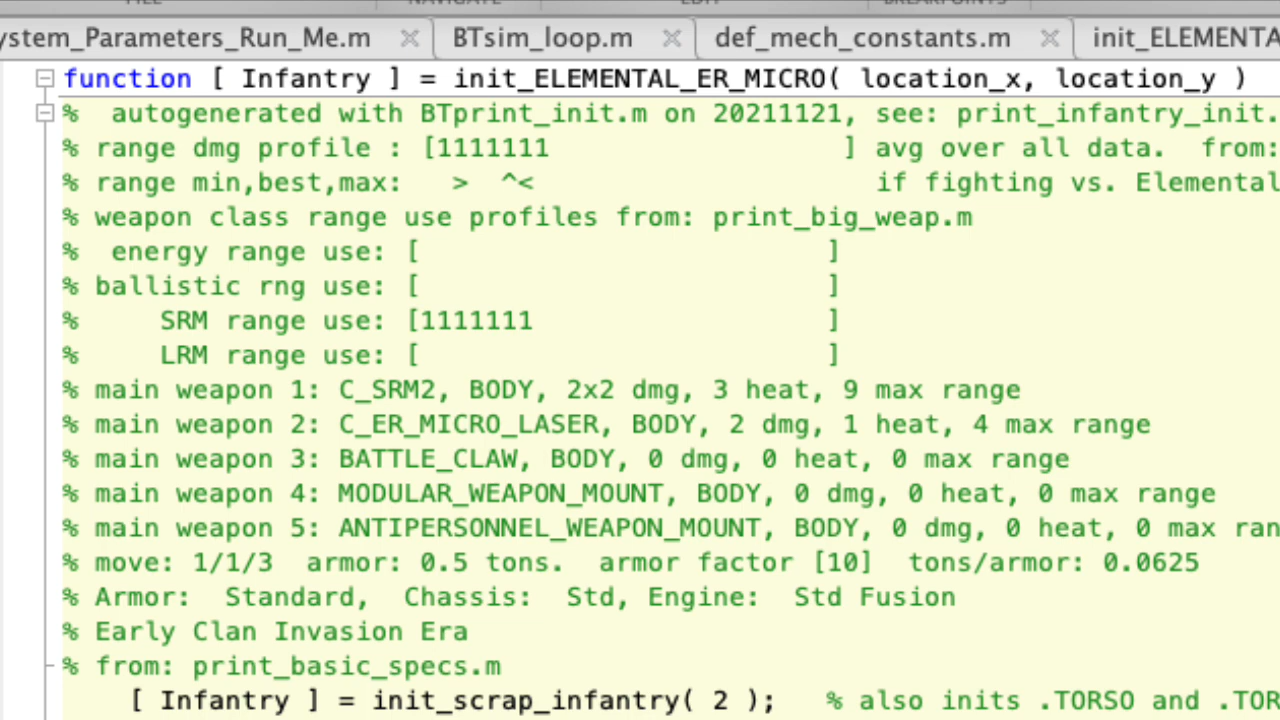 FILE NAVIGATE EDIT BREAKPOINTS
ystem_Parameters_Run_Me.m × BTsim_loop.m × def_mech_constants.m × init_ELEMENTA
function [ Infantry ] = init_ELEMENTAL_ER_MICRO( location_x, location_y )
%  autogenerated with BTprint_init.m on 20211121, see: print_infantry_init.
% range dmg profile : [1111111                  ] avg over all data.  from:
% range min,best,max:   >  ^<                     if fighting vs. Elemental
% weapon class range use profiles from: print_big_weap.m
%  energy range use: [                         ]
% ballistic rng use: [                         ]
%     SRM range use: [1111111                  ]
%     LRM range use: [                         ]
% main weapon 1: C_SRM2, BODY, 2x2 dmg, 3 heat, 9 max range
% main weapon 2: C_ER_MICRO_LASER, BODY, 2 dmg, 1 heat, 4 max range
% main weapon 3: BATTLE_CLAW, BODY, 0 dmg, 0 heat, 0 max range
% main weapon 4: MODULAR_WEAPON_MOUNT, BODY, 0 dmg, 0 heat, 0 max range
% main weapon 5: ANTIPERSONNEL_WEAPON_MOUNT, BODY, 0 dmg, 0 heat, 0 max ran
% move: 1/1/3  armor: 0.5 tons.  armor factor [10]  tons/armor: 0.0625
% Armor:  Standard,  Chassis:  Std, Engine:  Std Fusion
% Early Clan Invasion Era
% from: print_basic_specs.m
    [ Infantry ] = init_scrap_infantry( 2 );   % also inits .TORSO and .TOR